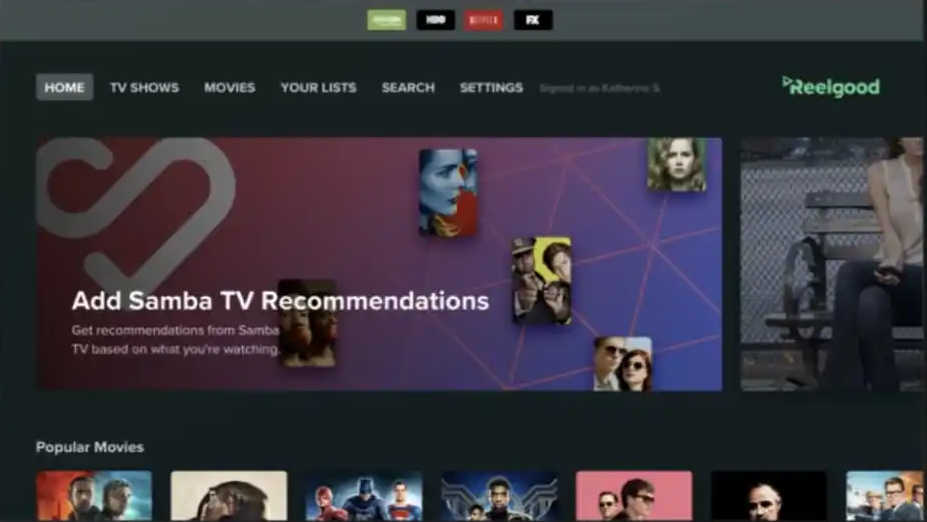 HBO
NETFLIX
FX
HOME
TV SHOWS
MOVIES
YOUR LISTS
SEARCH
SETTINGS
Signed in as Katherine S
Reelgood
Add Samba TV Recommendations
Get recommendations from Samba
TV based on what you're watching.
Popular Movies